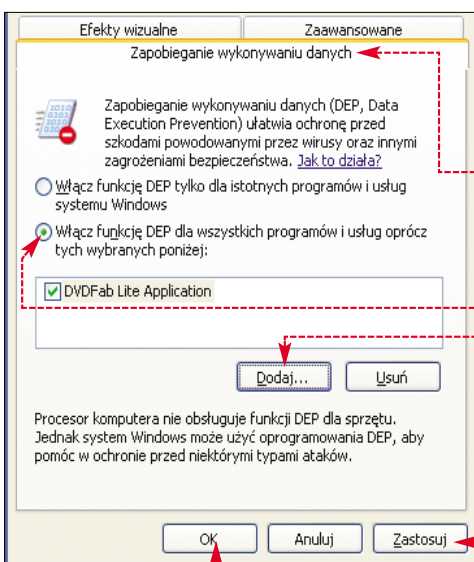 Efekty wizualne
Zaawansowane
Zapobieganie wykonywaniu danych
Zapobieganie wykonywaniu danych (DEP, Data
Execution Prevention) ułatwia ochronę przed
szkodami powodowanymi przez wirusy oraz innymi
zagrożeniami bezpieczeństwa. Jak to działa?
Włącz funkcję DEP tylko dla istotnych programów i usług
systemu Windows
Włącz funkcję DEP dla wszystkich programów i usług oprócz
tych wybranych poniżej:
DVDFab Lite Application
Dodaj...
Usuń
Procesor komputera nie obsługuje funkcji DEP dla sprzętu.
Jednak system Windows może użyć oprogramowania DEP, aby
pomóc w ochronie przed niektórymi typami ataków.
OK
Anuluj
Zastosuj